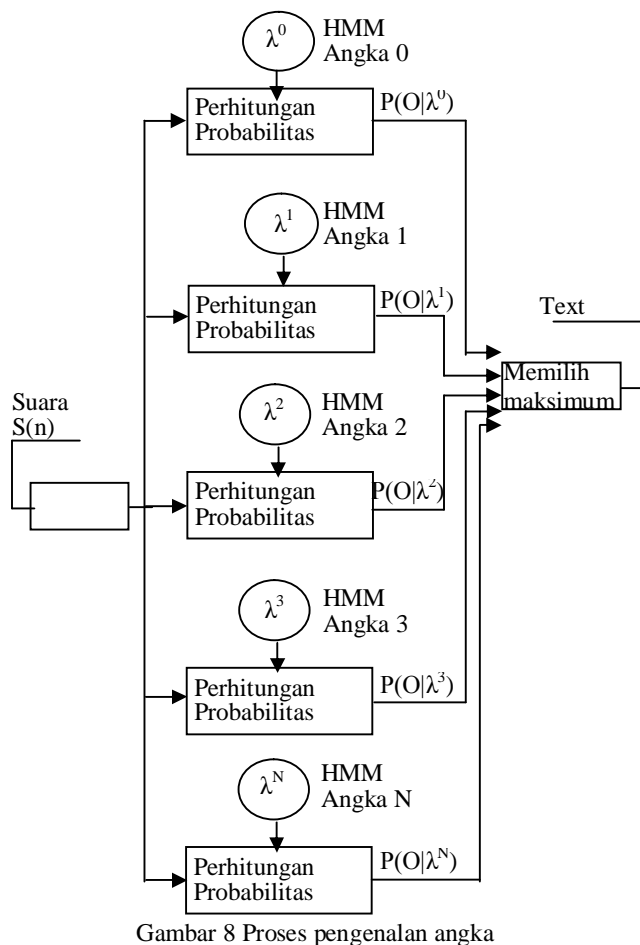 λ⁰
HMM
Angka 0
Perhitungan
Probabilitas
P(O|λ⁰)
λ¹
HMM
Angka 1
Perhitungan
Probabilitas
P(O|λ¹)
Text
Memilih
maksimum
Suara
S(n)
λ²
HMM
Angka 2
Perhitungan
Probabilitas
P(O|λ²)
λ³
HMM
Angka 3
Perhitungan
Probabilitas
P(O|λ³)
λᴺ
HMM
Angka N
Perhitungan
Probabilitas
P(O|λᴺ)
Gambar 8 Proses pengenalan angka